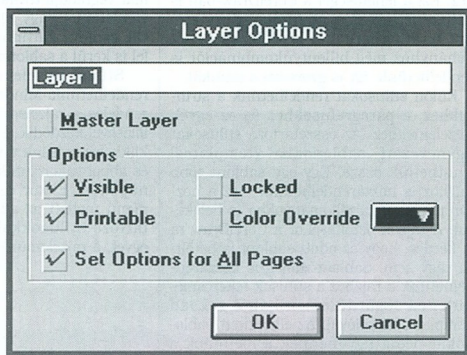 Layer Options
Layer 1
Master Layer
Options
Visible
Locked
Printable
Color Override
Set Options for All Pages
OK
Cancel